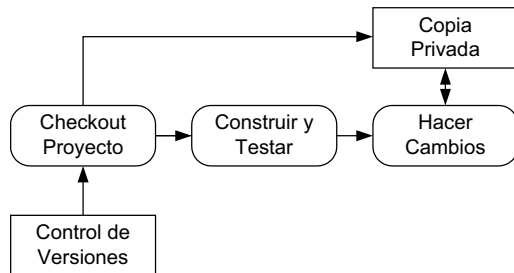 Copia
Privada
Checkout
Proyecto
Construir y
Testar
Hacer
Cambios
Control de
Versiones